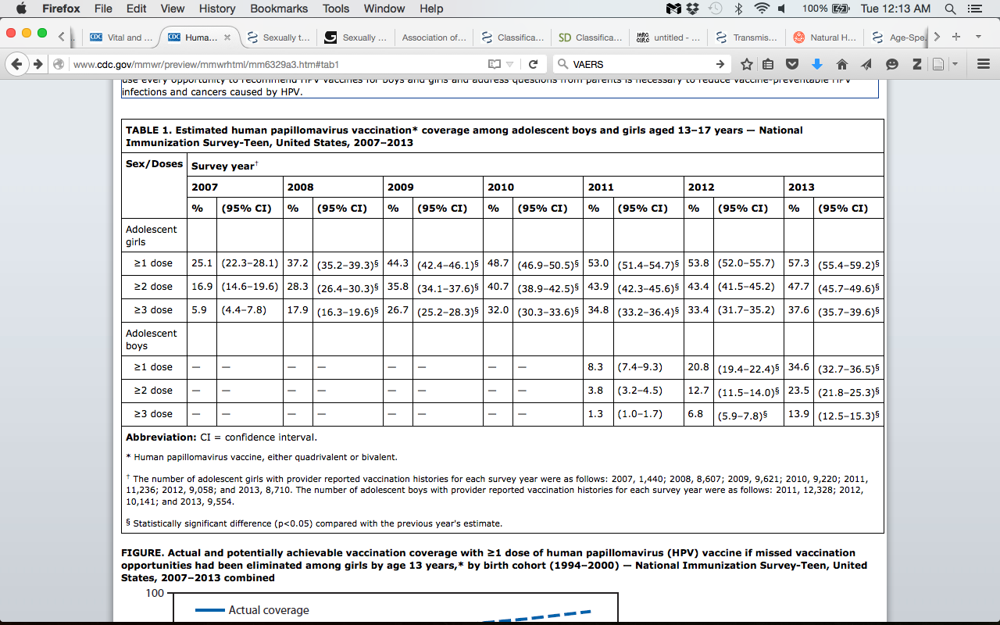 Firefox File Edit View History Bookmarks Tools Window Help 100% Tue 12:13 AM
CDC Vital and ... CDC Huma... Sexually t... Sexually ... Association of... Classifica... SD Classifica... IARC CIRC untitled - ... Transmis... Natural H... Age-Spe.
www.cdc.gov/mmwr/preview/mmwrhtml/mm6329a3.htm#tab1 VAERS
use every opportunity to recommend HPV vaccines for boys and girls and address questions from parents is necessary to reduce vaccine-preventable HPV
infections and cancers caused by HPV.
TABLE 1. Estimated human papillomavirus vaccination* coverage among adolescent boys and girls aged 13–17 years — National
Immunization Survey-Teen, United States, 2007–2013
Sex/Doses Survey year†
2007 2008 2009 2010 2011 2012 2013
% (95% CI) % (95% CI) % (95% CI) % (95% CI) % (95% CI) % (95% CI) % (95% CI)
Adolescent
girls
≥1 dose 25.1 (22.3–28.1) 37.2 (35.2–39.3)§ 44.3 (42.4–46.1)§ 48.7 (46.9–50.5)§ 53.0 (51.4–54.7)§ 53.8 (52.0–55.7) 57.3 (55.4–59.2)§
≥2 dose 16.9 (14.6–19.6) 28.3 (26.4–30.3)§ 35.8 (34.1–37.6)§ 40.7 (38.9–42.5)§ 43.9 (42.3–45.6)§ 43.4 (41.5–45.2) 47.7 (45.7–49.6)§
≥3 dose 5.9 (4.4–7.8) 17.9 (16.3–19.6)§ 26.7 (25.2–28.3)§ 32.0 (30.3–33.6)§ 34.8 (33.2–36.4)§ 33.4 (31.7–35.2) 37.6 (35.7–39.6)§
Adolescent
boys
≥1 dose — — — — — — — — 8.3 (7.4–9.3) 20.8 (19.4–22.4)§ 34.6 (32.7–36.5)§
≥2 dose — — — — — — — — 3.8 (3.2–4.5) 12.7 (11.5–14.0)§ 23.5 (21.8–25.3)§
≥3 dose — — — — — — — — 1.3 (1.0–1.7) 6.8 (5.9–7.8)§ 13.9 (12.5–15.3)§
Abbreviation: CI = confidence interval.
* Human papillomavirus vaccine, either quadrivalent or bivalent.
† The number of adolescent girls with provider reported vaccination histories for each survey year were as follows: 2007, 1,440; 2008, 8,607; 2009, 9,621; 2010, 9,220; 2011,
11,236; 2012, 9,058; and 2013, 8,710. The number of adolescent boys with provider reported vaccination histories for each survey year were as follows: 2011, 12,328; 2012,
10,141; and 2013, 9,554.
§ Statistically significant difference (p<0.05) compared with the previous year's estimate.
FIGURE. Actual and potentially achievable vaccination coverage with ≥1 dose of human papillomavirus (HPV) vaccine if missed vaccination
opportunities had been eliminated among girls by age 13 years,* by birth cohort (1994–2000) — National Immunization Survey-Teen, United
States, 2007–2013 combined
100
Actual coverage